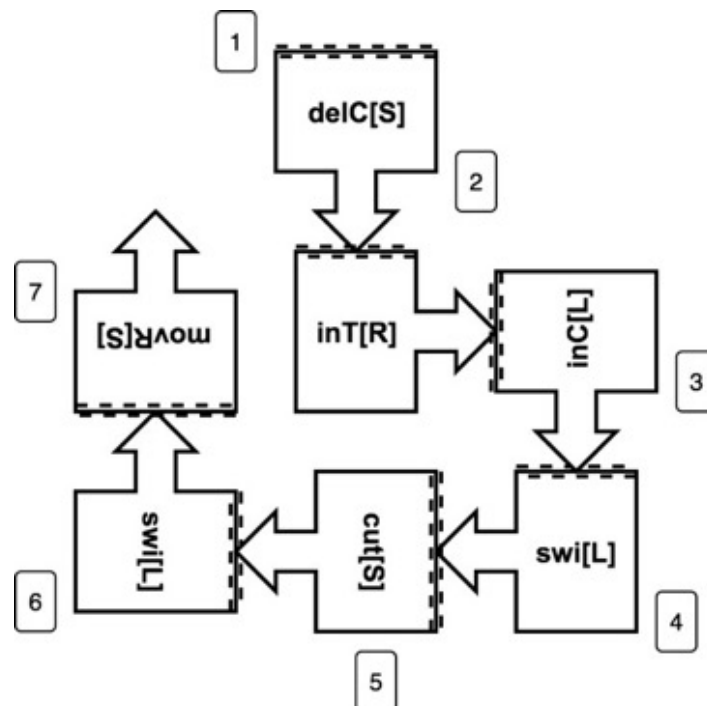 1
delC[S]
2
7
movR[S]
inT[R]
inC[L]
3
swi[L]
cut[S]
swi[L]
6
4
5